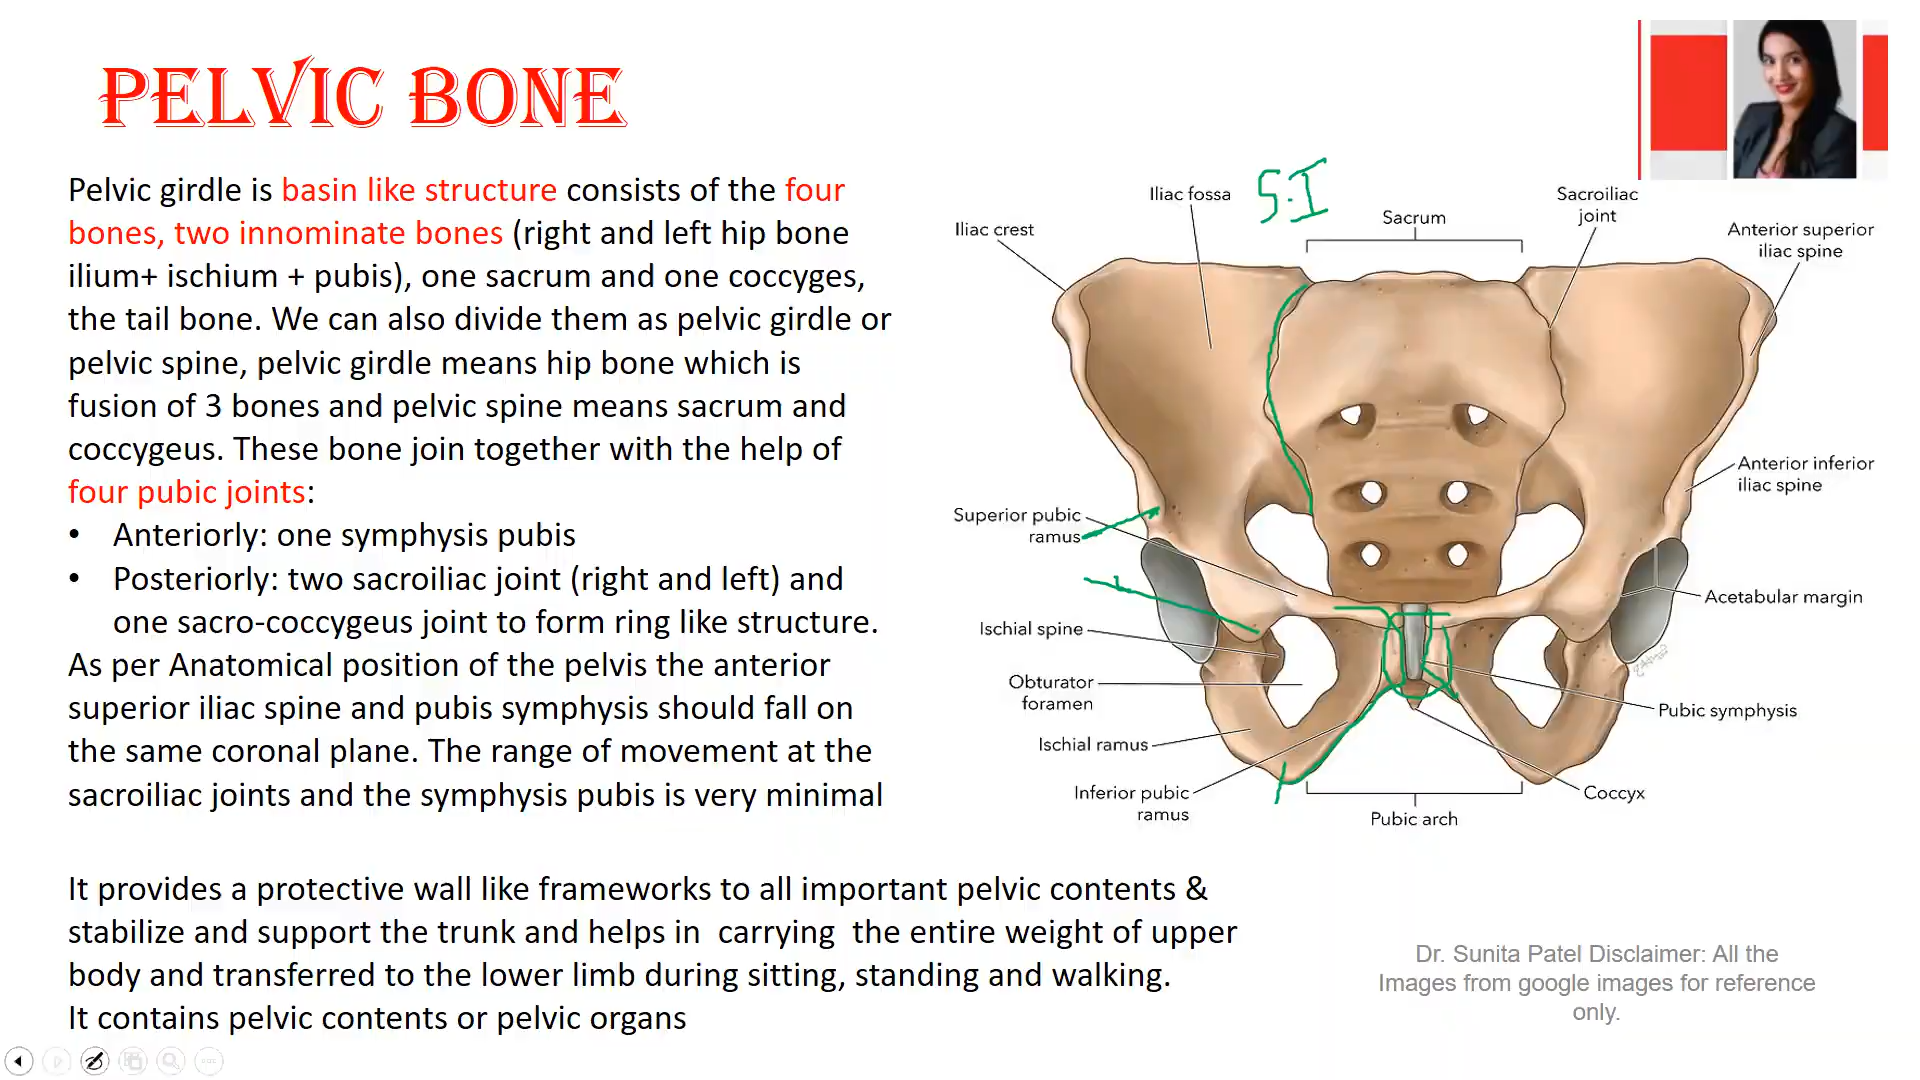 PELVIC BONE
Pelvic girdle is basin like structure consists of the four
bones, two innominate bones (right and left hip bone
ilium+ ischium + pubis), one sacrum and one coccyges,
the tail bone. We can also divide them as pelvic girdle or
pelvic spine, pelvic girdle means hip bone which is
fusion of 3 bones and pelvic spine means sacrum and
coccygeus. These bone join together with the help of
four pubic joints:
• Anteriorly: one symphysis pubis
• Posteriorly: two sacroiliac joint (right and left) and
one sacro-coccygeus joint to form ring like structure.
As per Anatomical position of the pelvis the anterior
superior iliac spine and pubis symphysis should fall on
the same coronal plane. The range of movement at the
sacroiliac joints and the symphysis pubis is very minimal
It provides a protective wall like frameworks to all important pelvic contents &
stabilize and support the trunk and helps in carrying the entire weight of upper
body and transferred to the lower limb during sitting, standing and walking.
It contains pelvic contents or pelvic organs
S.I
Iliac fossa
Iliac crest
Sacrum
Sacroiliac
joint
Anterior superior
iliac spine
Anterior inferior
iliac spine
Superior pubic
ramus
Acetabular margin
Ischial spine
Obturator
foramen
Pubic symphysis
Ischial ramus
Inferior pubic
ramus
Coccyx
Pubic arch
Dr. Sunita Patel Disclaimer: All the
Images from google images for reference
only.